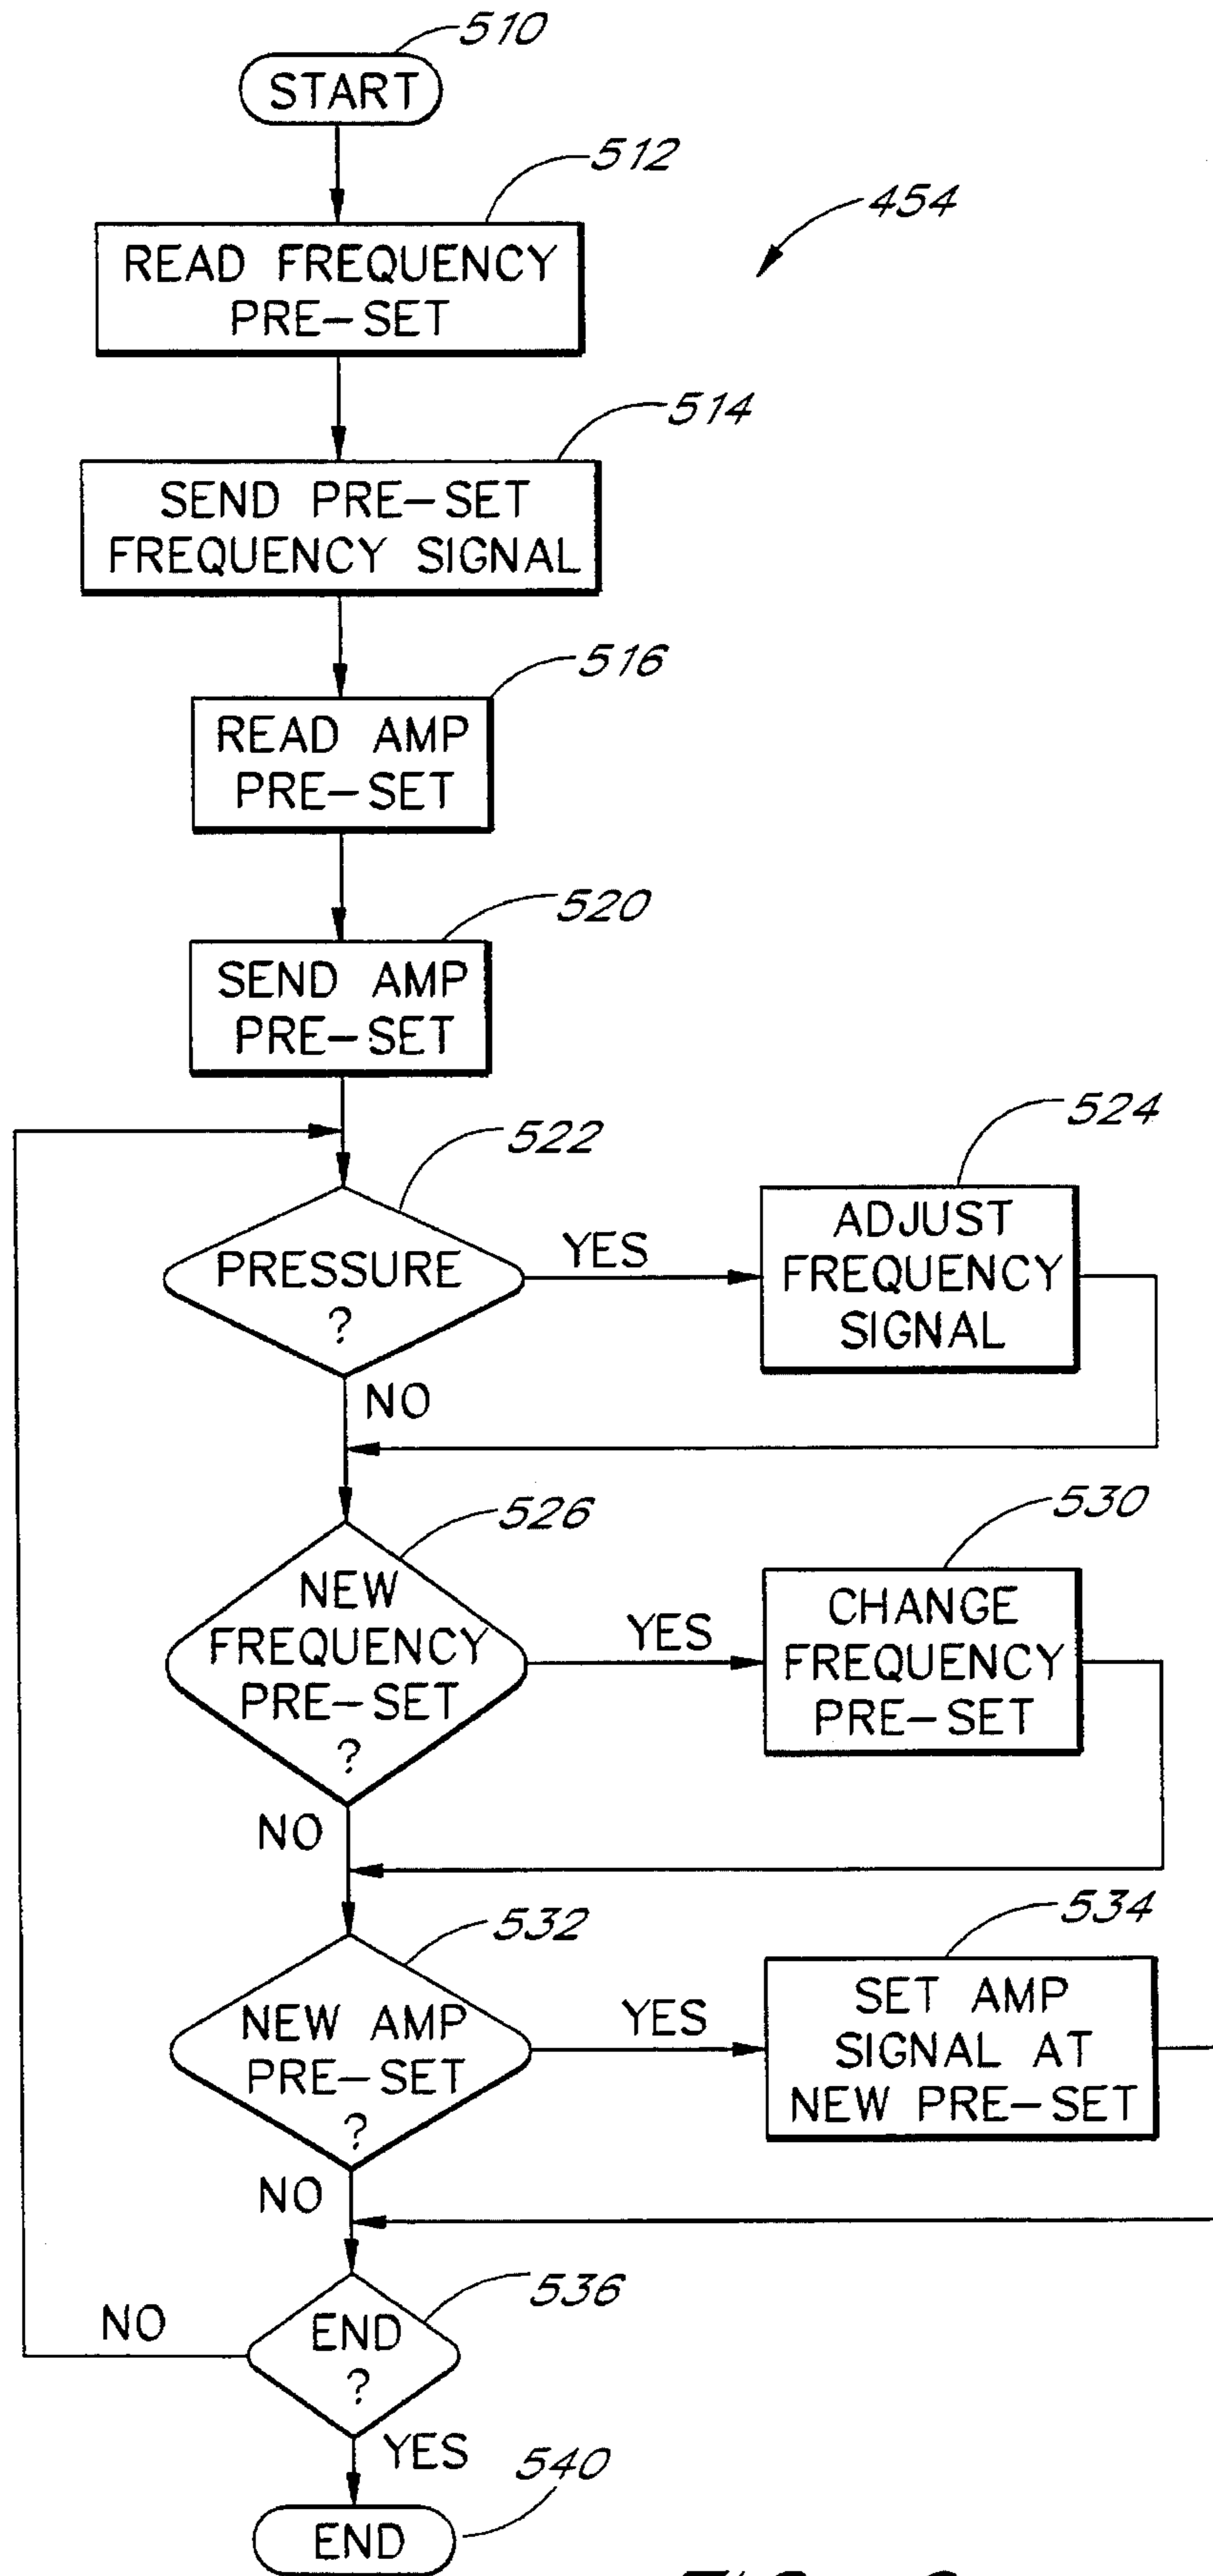 510
START
512
454
READ FREQUENCY
PRE-SET
514
SEND PRE-SET
FREQUENCY SIGNAL
516
READ AMP
PRE-SET
520
SEND AMP
PRE-SET
522
524
PRESSURE
?
YES
ADJUST
FREQUENCY
SIGNAL
NO
526
530
NEW
FREQUENCY
PRE-SET
?
YES
CHANGE
FREQUENCY
PRE-SET
NO
532
534
NEW AMP
PRE-SET
?
YES
SET AMP
SIGNAL AT
NEW PRE-SET
NO
536
END
?
NO
YES
540
END